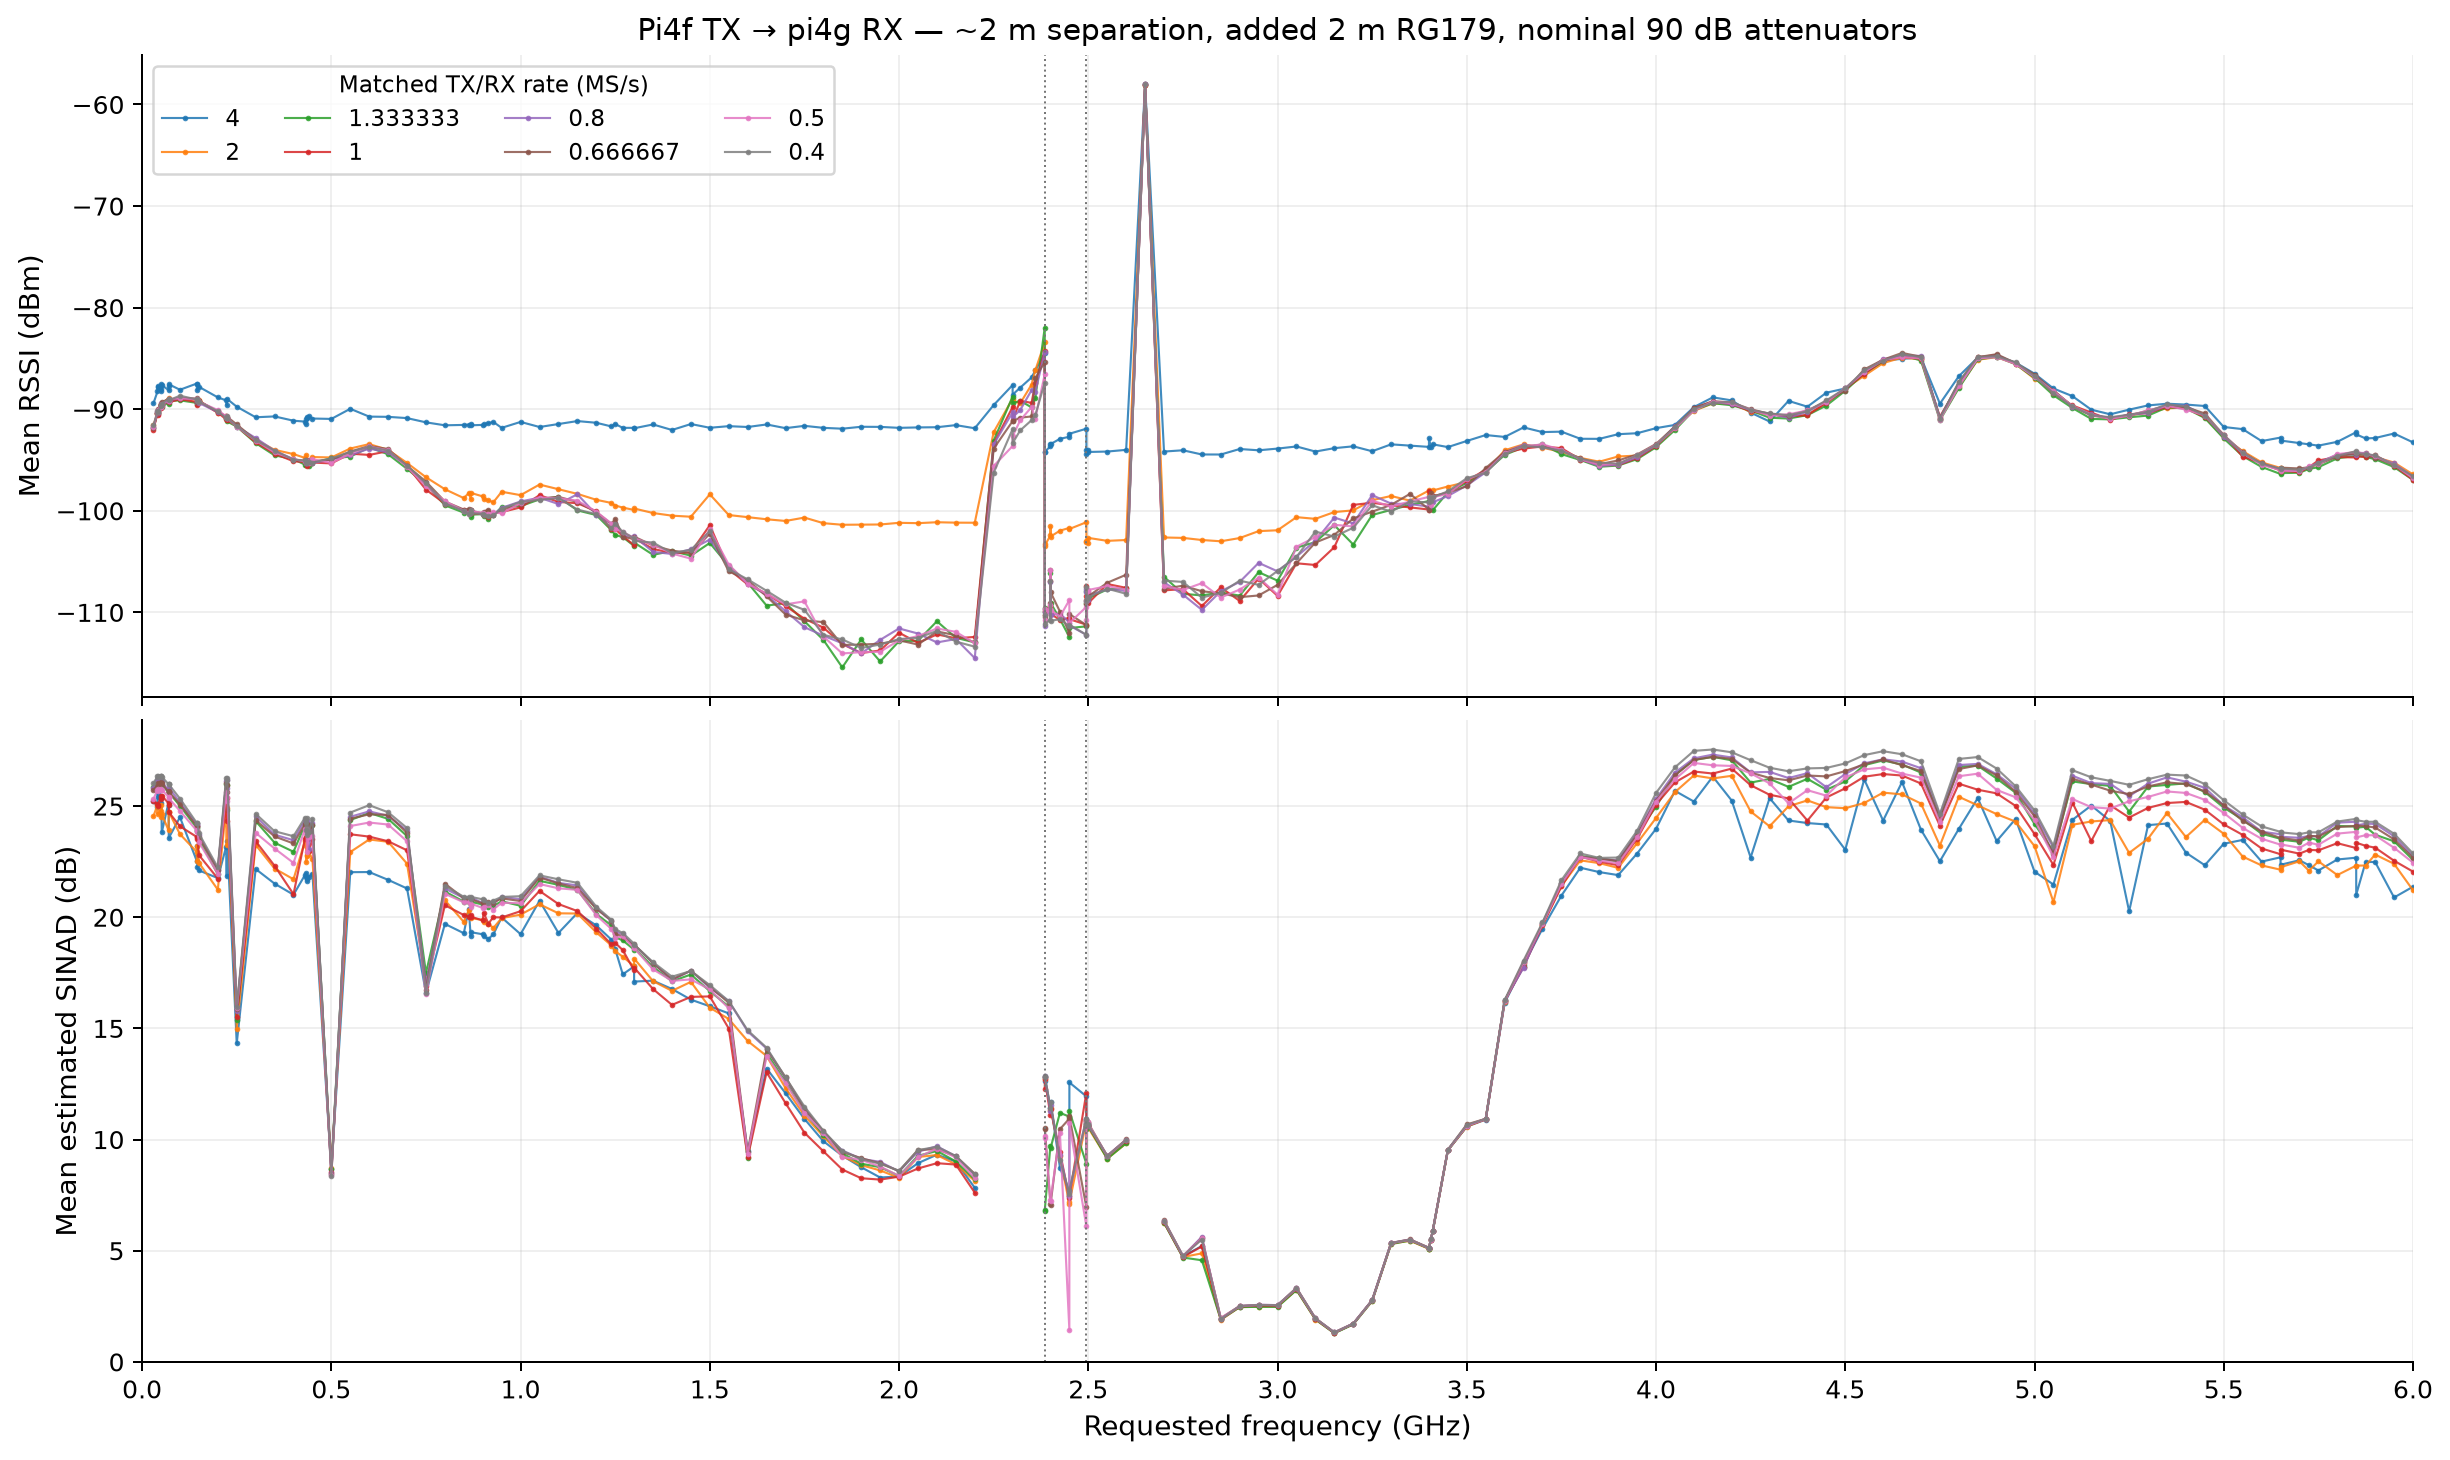 Pi4f TX → pi4g RX — ~2 m separation, added 2 m RG179, nominal 90 dB attenuators
Matched TX/RX rate (MS/s)
4 1.333333 0.8 0.5
2 1 0.666667 0.4
Mean RSSI (dBm)
−60
−70
−80
−90
−100
−110
Mean estimated SINAD (dB)
25
20
15
10
5
0
0.0 0.5 1.0 1.5 2.0 2.5 3.0 3.5 4.0 4.5 5.0 5.5 6.0
Requested frequency (GHz)